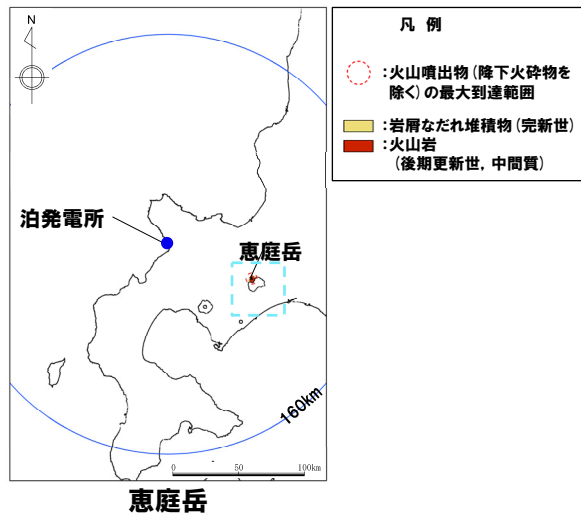 N
泊発電所
恵庭岳
160km
0 50 100km
恵庭岳
凡 例
:火山噴出物(降下火砕物を
除く)の最大到達範囲
:岩屑なだれ堆積物(完新世)
:火山岩
(後期更新世, 中間質)